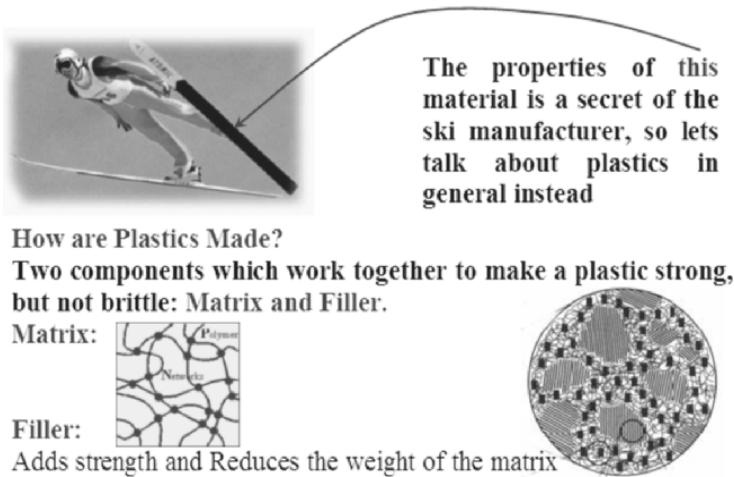 The properties of this
material is a secret of the
ski manufacturer, so lets
talk about plastics in
general instead
How are Plastics Made?
Two components which work together to make a plastic strong,
but not brittle: Matrix and Filler.
Matrix:
Polymer
Networks
Filler:
Adds strength and Reduces the weight of the matrix